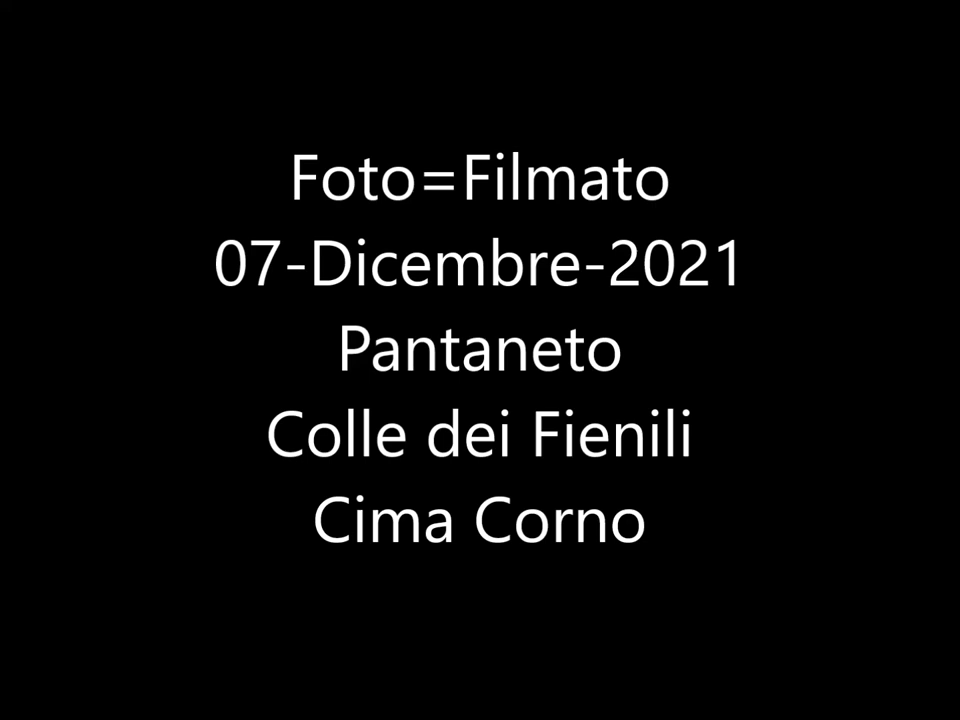 Foto=Filmato
07-Dicembre-2021
Pantaneto
Colle dei Fienili
Cima Corno